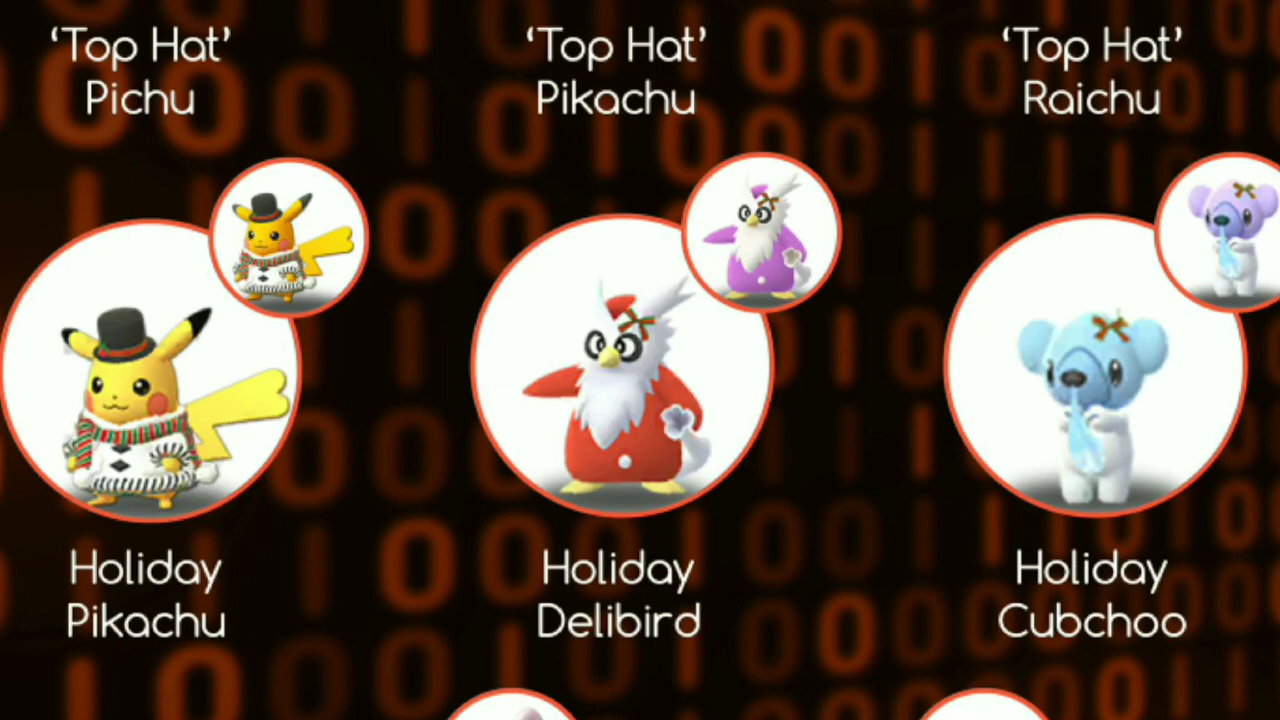 ‘Top Hat’
Pichu
‘Top Hat’
Pikachu
‘Top Hat’
Raichu
Holiday
Pikachu
Holiday
Delibird
Holiday
Cubchoo